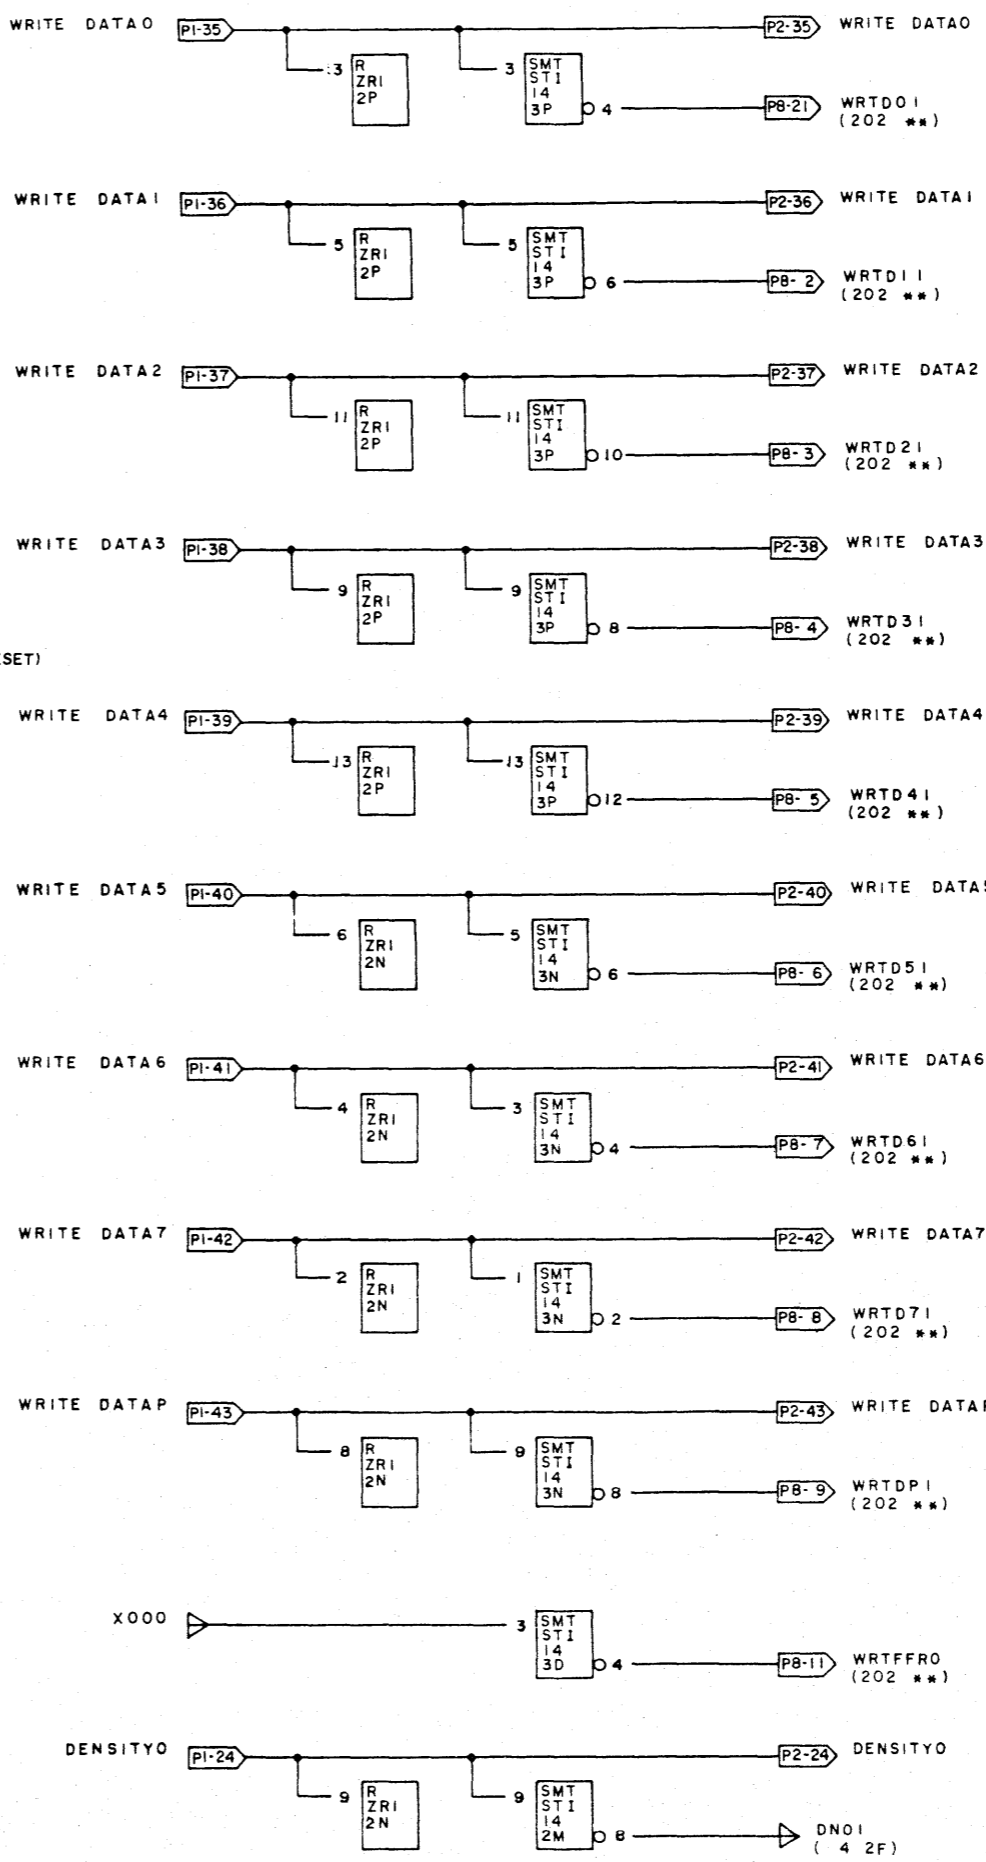 WRITE DATA0 P1-35 P2-35 WRITE DATA0
3 R ZR1 2P
3 SMT ST1 14 3P 4 P8-21 WRTD01
(202 **)
WRITE DATA1 P1-36 P2-36 WRITE DATA1
5 R ZR1 2P
5 SMT ST1 14 3P 6 P8-2 WRTD11
(202 **)
WRITE DATA2 P1-37 P2-37 WRITE DATA2
11 R ZR1 2P
11 SMT ST1 14 3P 10 P8-3 WRTD21
(202 **)
WRITE DATA3 P1-38 P2-38 WRITE DATA3
9 R ZR1 2P
9 SMT ST1 14 3P 8 P8-4 WRTD31
(202 **)
SET)
WRITE DATA4 P1-39 P2-39 WRITE DATA4
13 R ZR1 2P
13 SMT ST1 14 3P 12 P8-5 WRTD41
(202 **)
WRITE DATA5 P1-40 P2-40 WRITE DATA5
6 R ZR1 2N
5 SMT ST1 14 3N 6 P8-6 WRTD51
(202 **)
WRITE DATA6 P1-41 P2-41 WRITE DATA6
4 R ZR1 2N
3 SMT ST1 14 3N 4 P8-7 WRTD61
(202 **)
WRITE DATA7 P1-42 P2-42 WRITE DATA7
2 R ZR1 2N
1 SMT ST1 14 3N 2 P8-8 WRTD71
(202 **)
WRITE DATAP P1-43 P2-43 WRITE DATAP
8 R ZR1 2N
9 SMT ST1 14 3N 8 P8-9 WRTDP1
(202 **)
X000 3 SMT ST1 14 3D 4 P8-11 WRTFFR0
(202 **)
DENSITY0 P1-24 P2-24 DENSITY0
9 R ZR1 2N
9 SMT ST1 14 2M 8 DN01
( 4 2F)